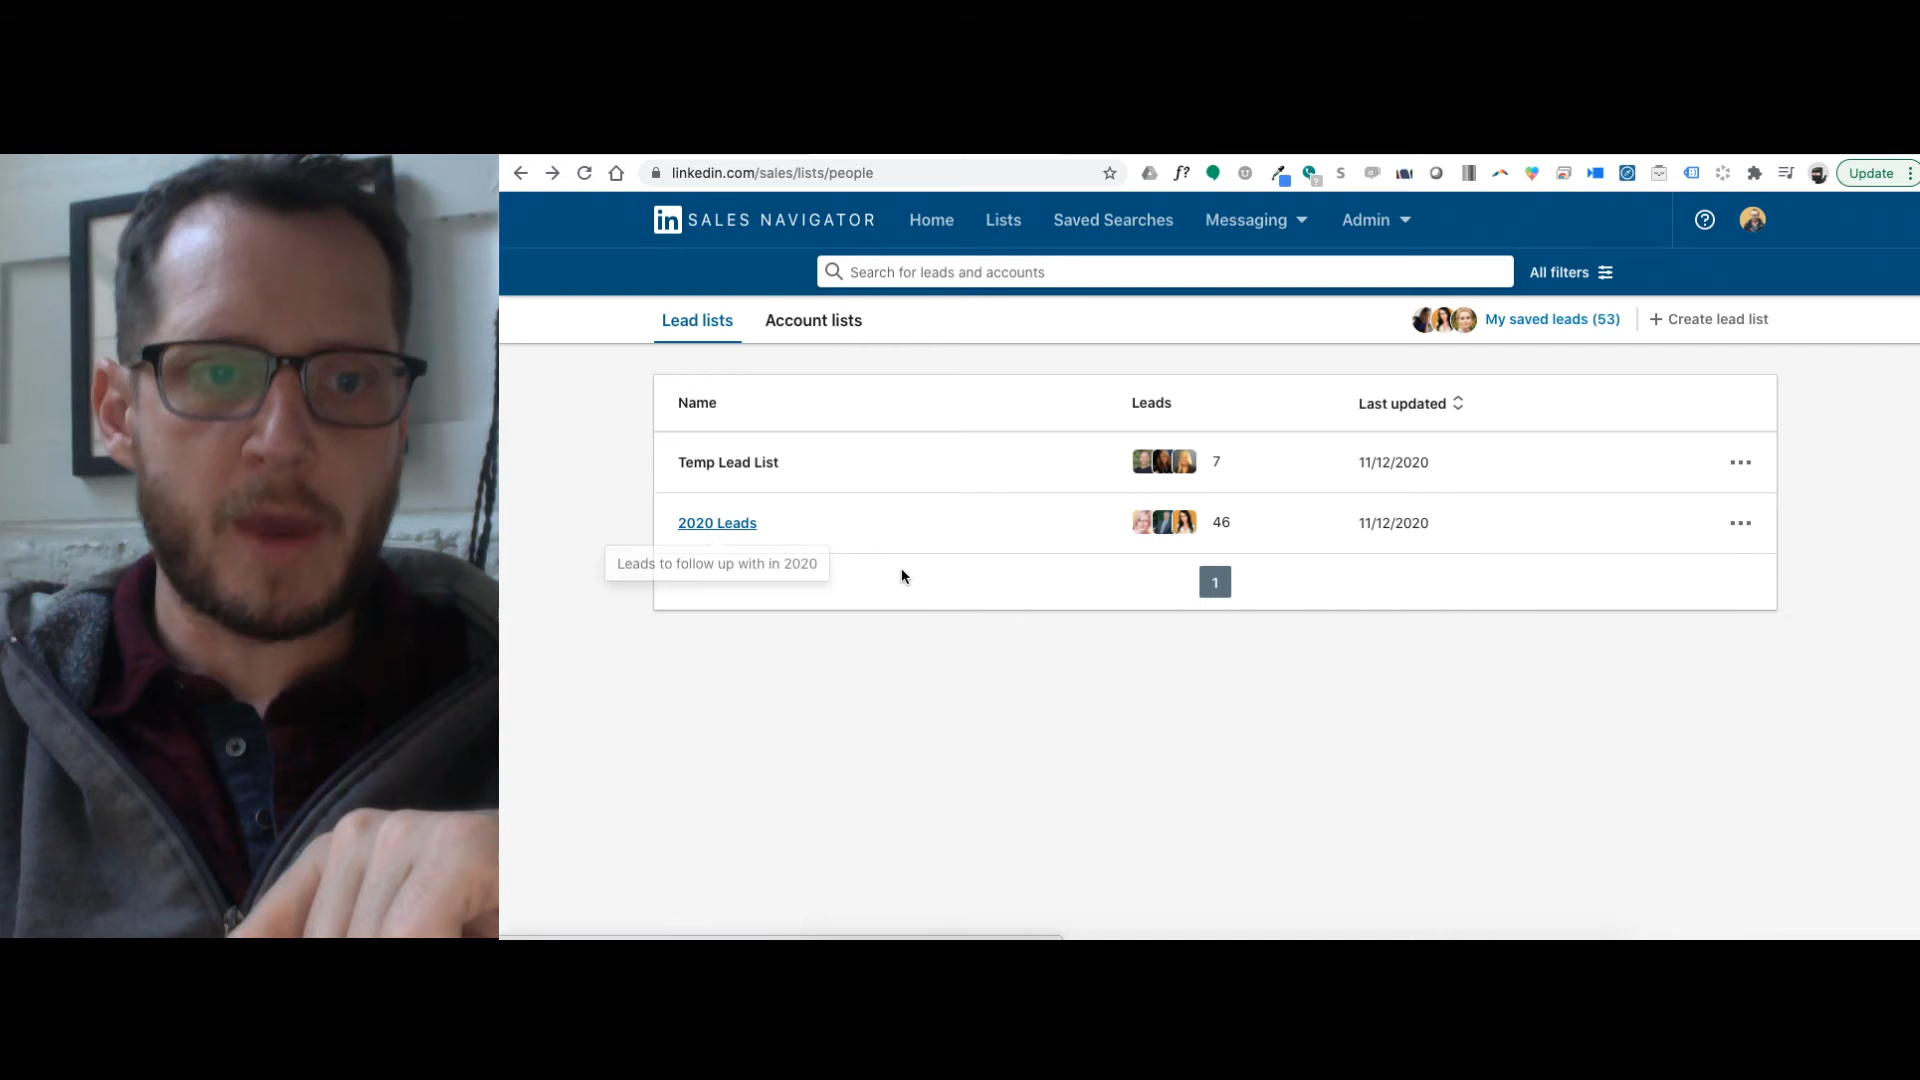 linkedin.com/sales/lists/people
f?
S
Update
in SALES NAVIGATOR
Home
Lists
Saved Searches
Messaging
Admin
Search for leads and accounts
All filters
Lead lists
Account lists
My saved leads (53)
+ Create lead list
Name
Leads
Last updated
Temp Lead List
7
11/12/2020
2020 Leads
46
11/12/2020
Leads to follow up with in 2020
1